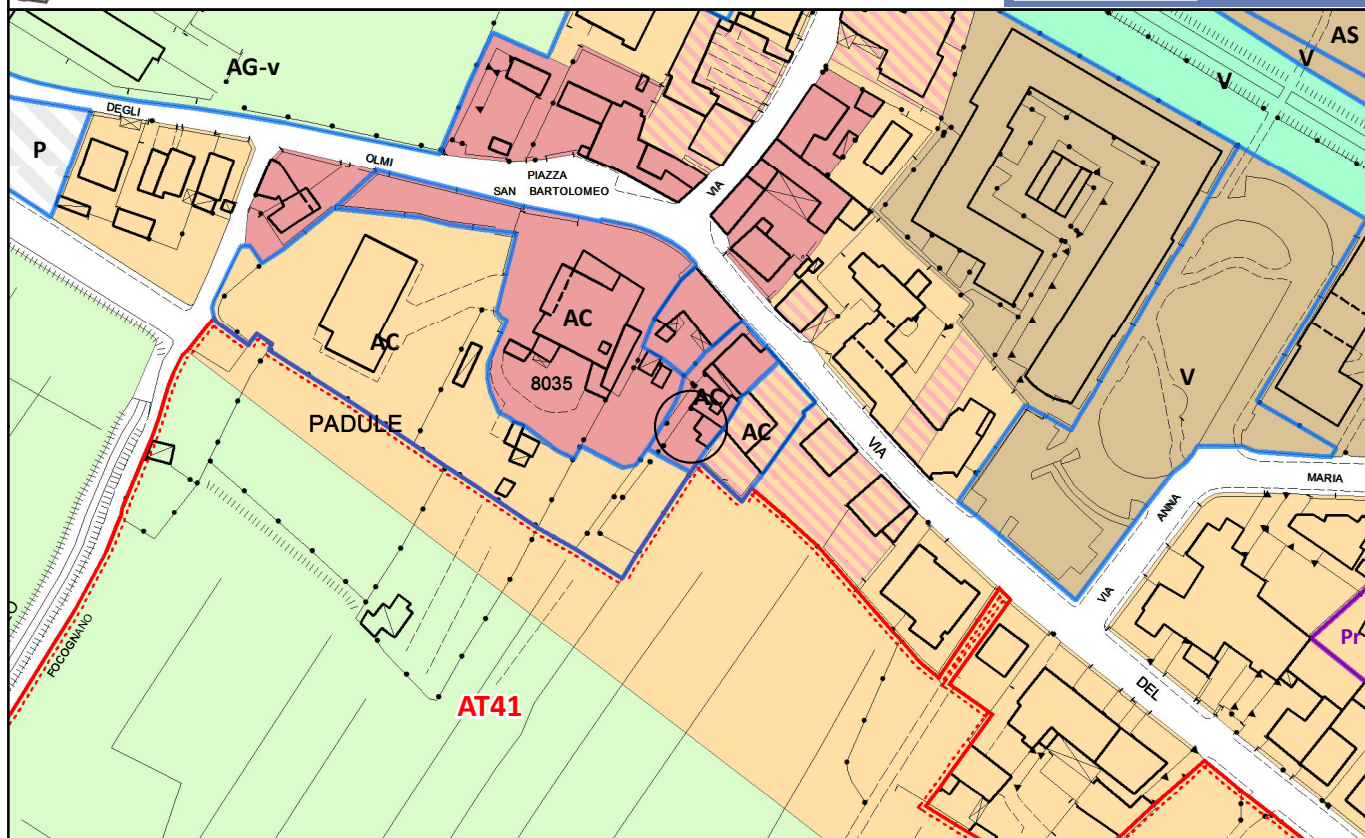 AS
V
V
AG-v
DEGLI
P
OLMI
PIAZZA
SAN BARTOLOMEO
VIA
AC
AC
8035
V
AC
PADULE
AC
VIA
MARIA
ANNA
VIA
FOCOGNANO
Pr
DEL
AT41